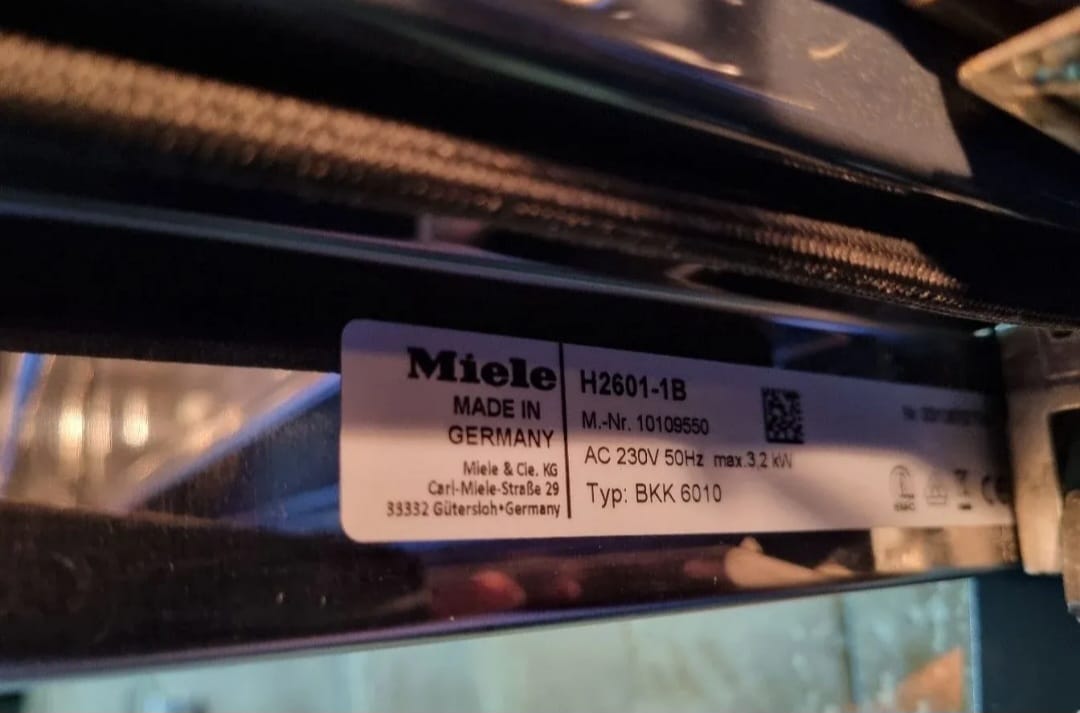 Miele
MADE IN
GERMANY
Miele & Cie. KG
Carl-Miele-Straße 29
33332 Gütersloh•Germany
H2601-1B
M.-Nr. 10109550
AC 230V 50Hz max.3,2 kW
Typ: BKK 6010
Nr.